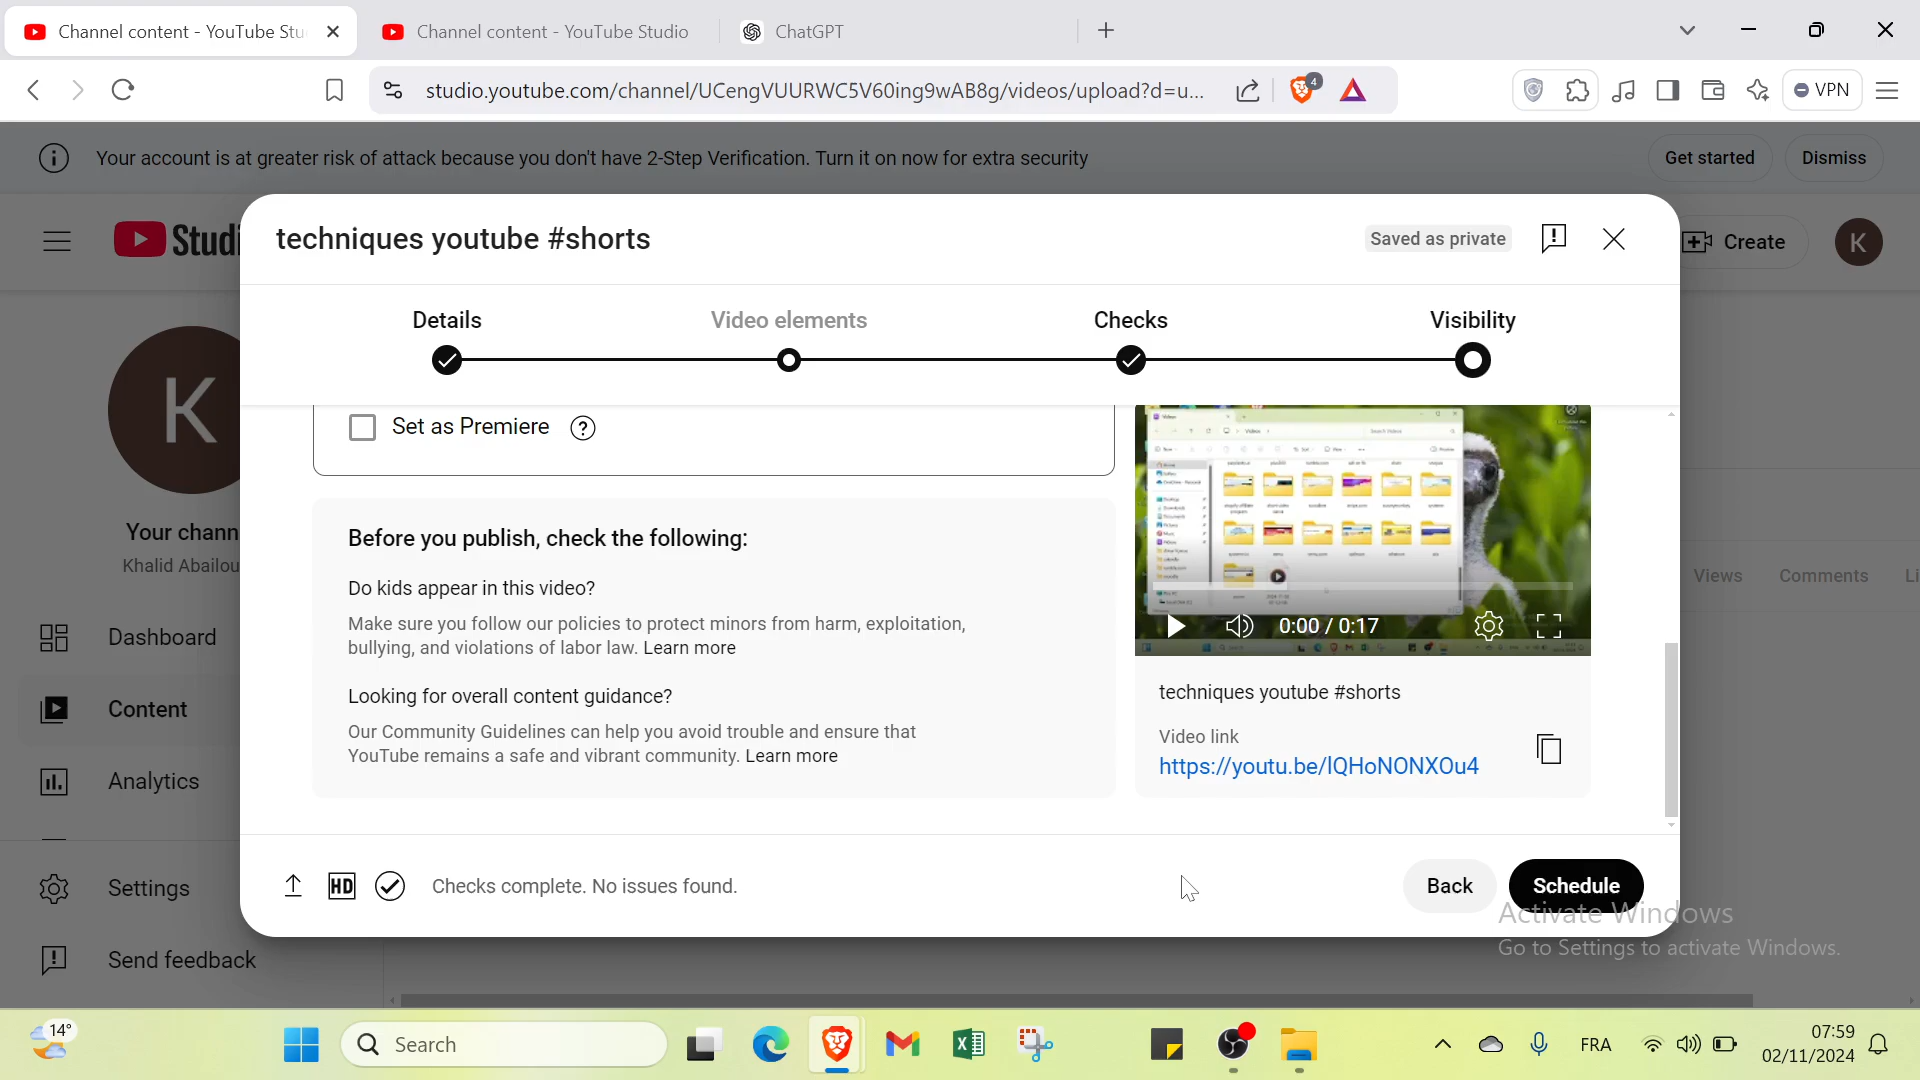 Channel content - YouTube Stu
Channel content - YouTube Studio
ChatGPT
studio.youtube.com/channel/UCengVUURWC5V60ing9wAB8g/videos/upload?d=u...
4
VPN
Your account is at greater risk of attack because you don't have 2-Step Verification. Turn it on now for extra security
Get started
Dismiss
Studi
techniques youtube #shorts
Saved as private
Create
K
Details
Video elements
Checks
Visibility
K
Set as Premiere
Your chann
Khalid Abailou
Before you publish, check the following:
Do kids appear in this video?
Make sure you follow our policies to protect minors from harm, exploitation,
bullying, and violations of labor law. Learn more
Looking for overall content guidance?
Our Community Guidelines can help you avoid trouble and ensure that
YouTube remains a safe and vibrant community. Learn more
0:00 / 0:17
techniques youtube #shorts
Video link
https://youtu.be/IQHoNONXOu4
Views
Comments
Li
Dashboard
Content
Analytics
Settings
Send feedback
HD
Checks complete. No issues found.
Back
Schedule
Activate Windows
Go to Settings to activate Windows.
14°
Search
FRA
07:59
02/11/2024